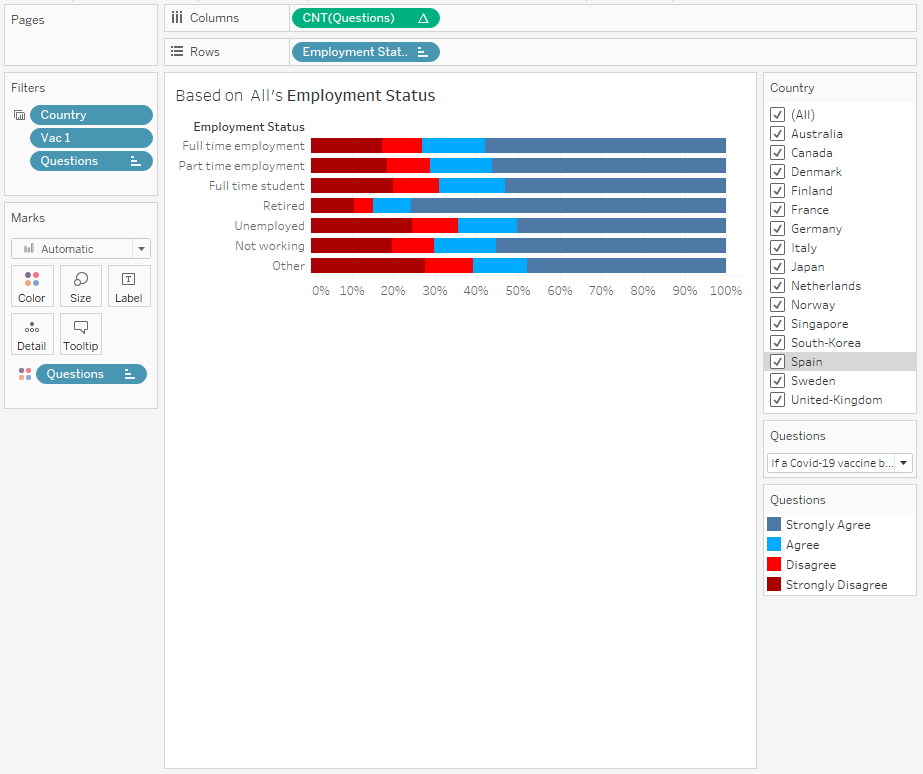 Pages
Columns
CNT(Questions)
Rows
Employment Stat..
Filters
Country
Vac 1
Questions
Marks
Automatic
Color
Size
Label
Detail
Tooltip
Questions
Based on All's Employment Status
Employment Status
Full time employment
Part time employment
Full time student
Retired
Unemployed
Not working
Other
0% 10% 20% 30% 40% 50% 60% 70% 80% 90% 100%
Country
(All)
Australia
Canada
Denmark
Finland
France
Germany
Italy
Japan
Netherlands
Norway
Singapore
South-Korea
Spain
Sweden
United-Kingdom
Questions
If a Covid-19 vaccine b...
Questions
Strongly Agree
Agree
Disagree
Strongly Disagree